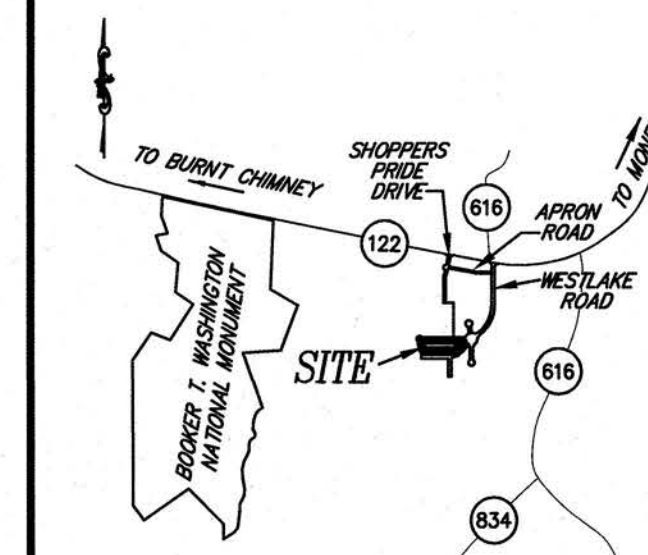 TO BURNT CHIMNEY
SHOPPERS
PRIDE
DRIVE
616
APRON
ROAD
TO
122
WESTLAKE
ROAD
BOOKER T. WASHINGTON
NATIONAL MONUMENT
SITE
616
834